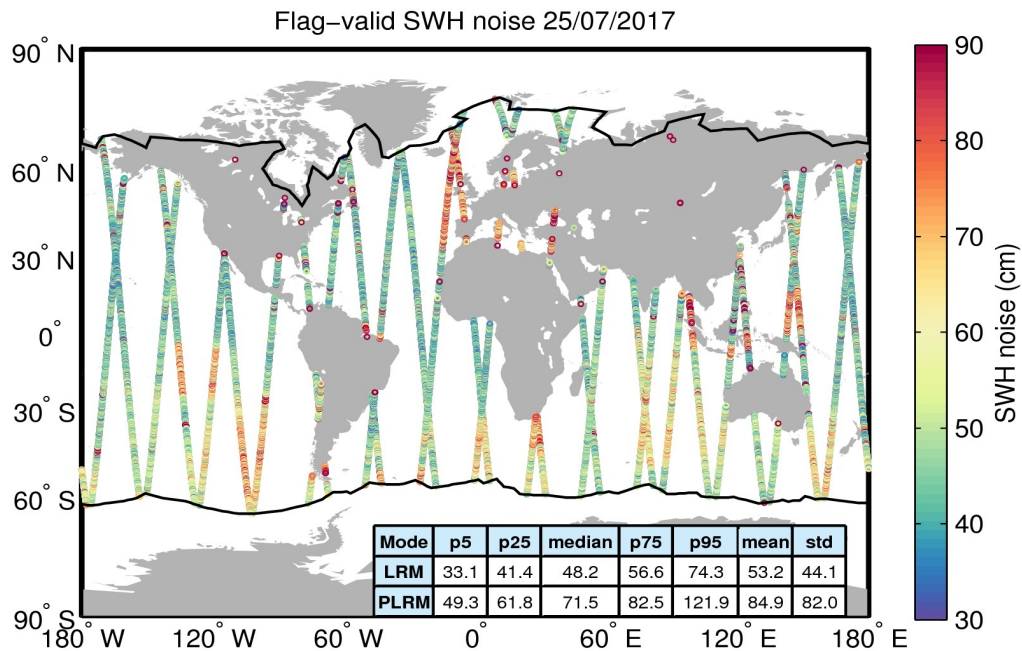 Flag−valid SWH noise 25/07/2017
90° N
60° N
30° N
0°
30° S
60° S
90° S
180° W
120° W
60° W
0°
60° E
120° E
180° E
Mode p5 p25 median p75 p95 mean std
LRM 33.1 41.4 48.2 56.6 74.3 53.2 44.1
PLRM 49.3 61.8 71.5 82.5 121.9 84.9 82.0
90
80
70
60
50
40
30
SWH noise (cm)